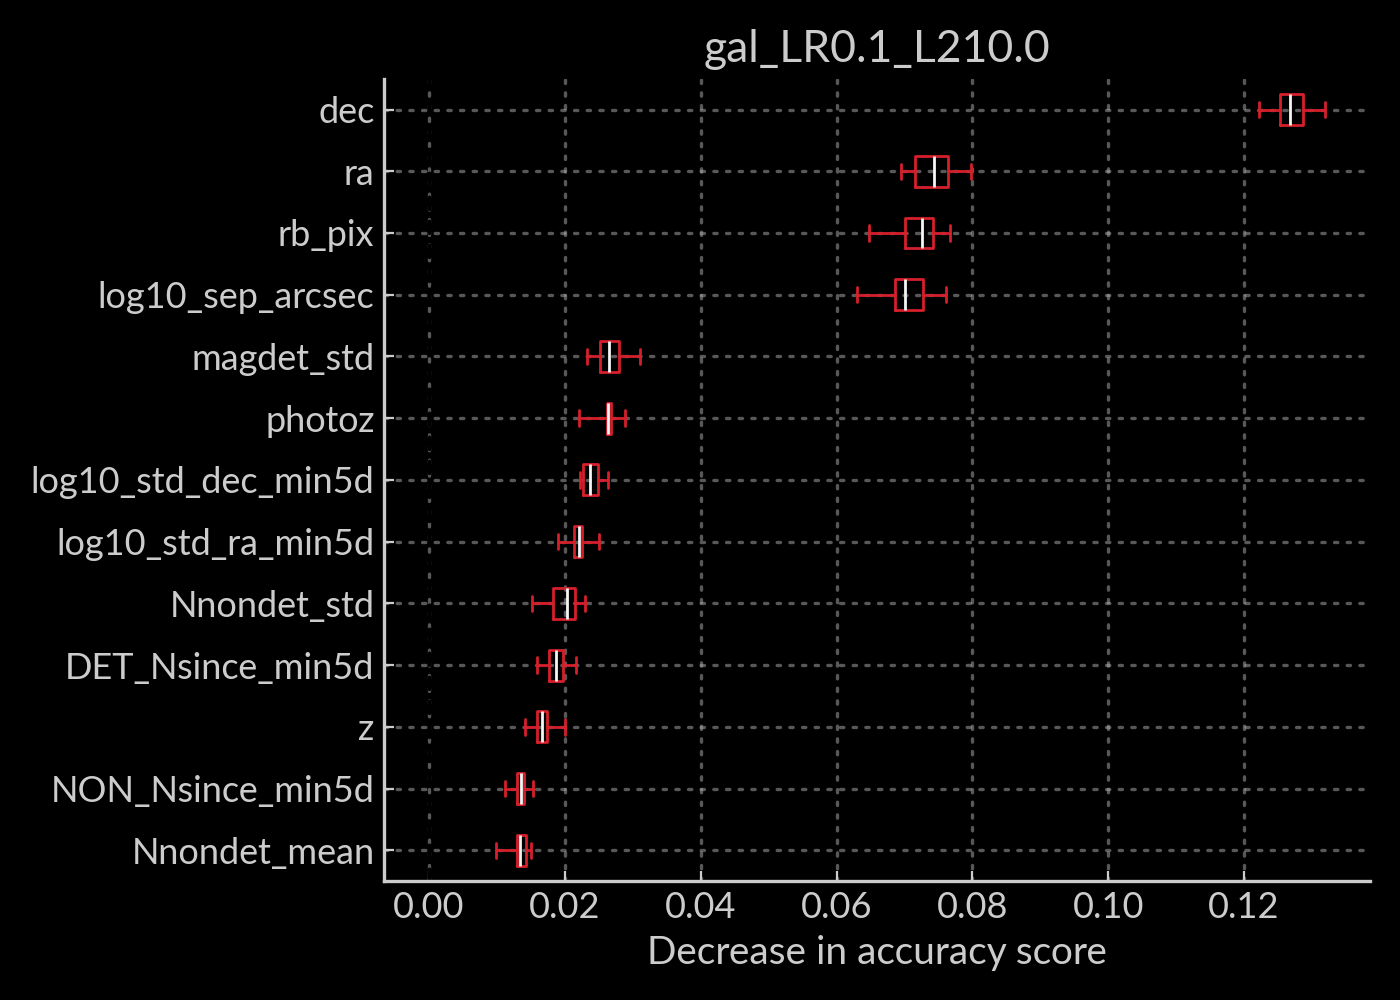 gal_LR0.1_L210.0
dec
ra
rb_pix
log10_sep_arcsec
magdet_std
photoz
log10_std_dec_min5d
log10_std_ra_min5d
Nnondet_std
DET_Nsince_min5d
z
NON_Nsince_min5d
Nnondet_mean
0.00 0.02 0.04 0.06 0.08 0.10 0.12
Decrease in accuracy score